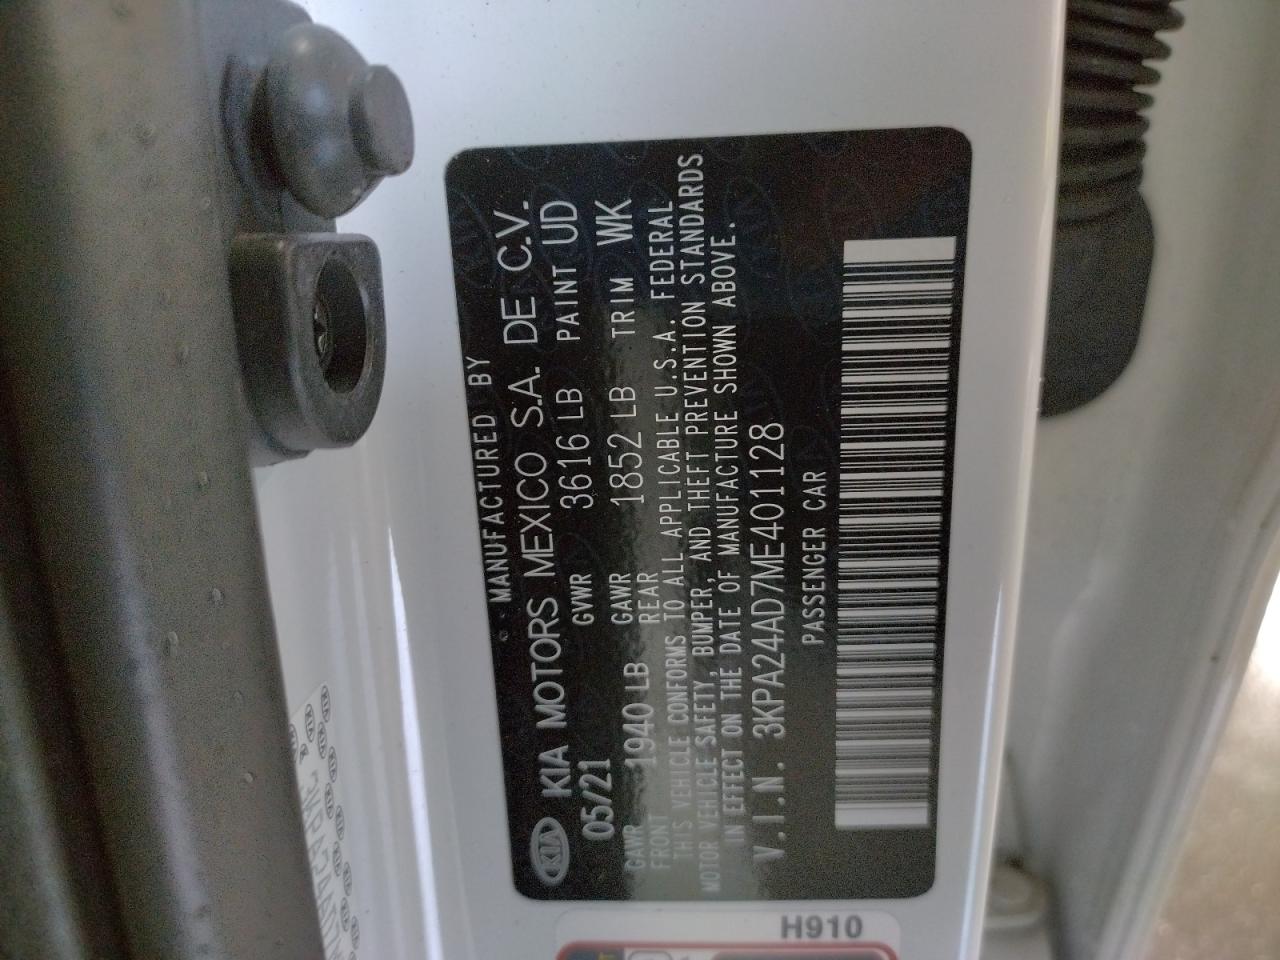 MANUFACTURED BY
KIA KIA MOTORS MEXICO S.A. DE C.V.
05/21 GVWR 3616 LB PAINT UD
GAWR FRONT 1940 LB GAWR REAR 1852 LB TRIM WK
THIS VEHICLE CONFORMS TO ALL APPLICABLE U.S.A. FEDERAL
MOTOR VEHICLE SAFETY, BUMPER, AND THEFT PREVENTION STANDARDS
IN EFFECT ON THE DATE OF MANUFACTURE SHOWN ABOVE.
V.I.N. 3KPA24AD7ME401128
PASSENGER CAR
H910